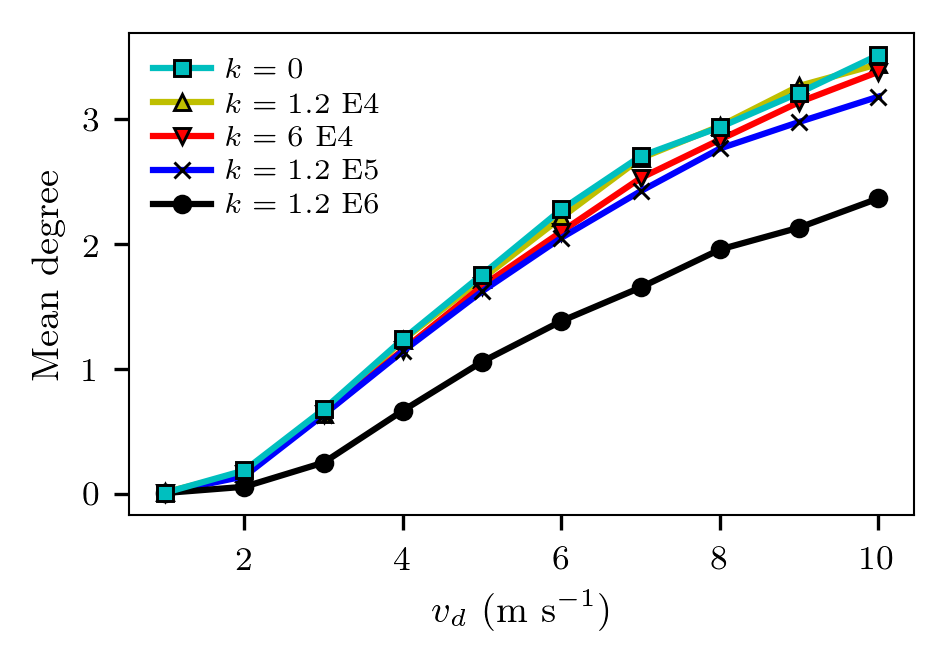 k = 0
k = 1.2 E4
k = 6 E4
k = 1.2 E5
k = 1.2 E6
3
2
1
0
Mean degree
2 4 6 8 10
v_d (m s⁻¹)